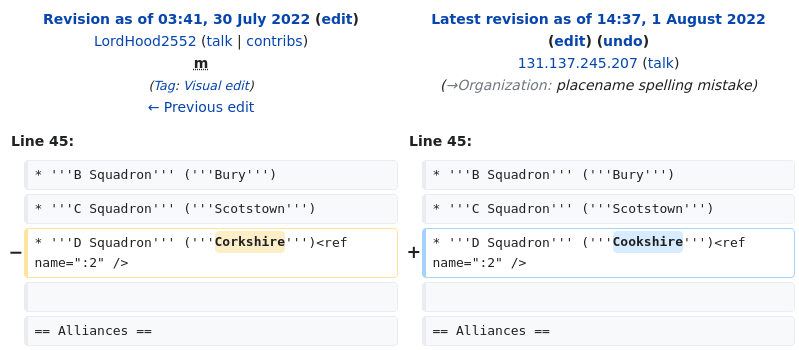 Revision as of 03:41, 30 July 2022 (edit)
LordHood2552 (talk | contribs)
m
(Tag: Visual edit)
← Previous edit
Latest revision as of 14:37, 1 August 2022
(edit) (undo)
131.137.245.207 (talk)
(→Organization: placename spelling mistake)
Line 45:
Line 45:
* '''B Squadron''' ('''Bury''')
* '''B Squadron''' ('''Bury''')
* '''C Squadron''' ('''Scotstown''')
* '''C Squadron''' ('''Scotstown''')
− * '''D Squadron''' ('''Corkshire''')<ref
name=":2" />
+ * '''D Squadron''' ('''Cookshire''')<ref
name=":2" />
== Alliances ==
== Alliances ==